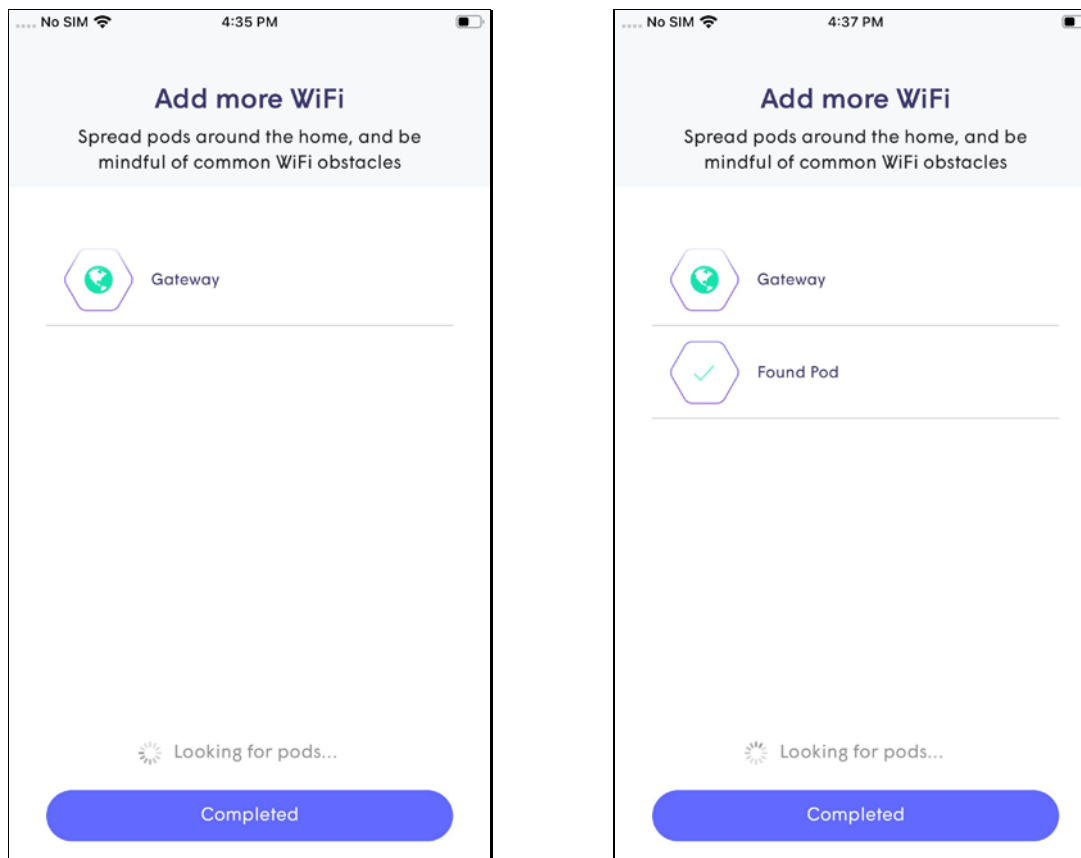 No SIM 4:35 PM
Add more WiFi
Spread pods around the home, and be
mindful of common WiFi obstacles
Gateway
Looking for pods...
Completed
No SIM 4:37 PM
Add more WiFi
Spread pods around the home, and be
mindful of common WiFi obstacles
Gateway
Found Pod
Looking for pods...
Completed